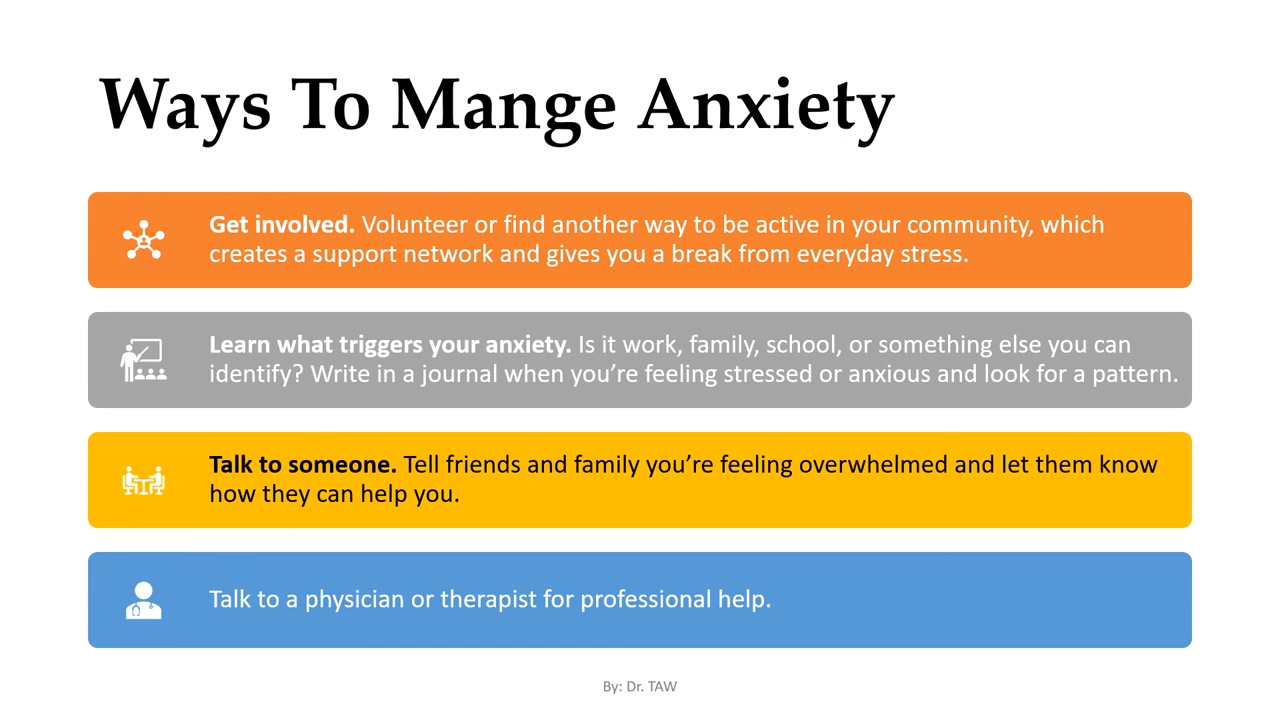 Ways To Mange Anxiety
Get involved. Volunteer or find another way to be active in your community, which
creates a support network and gives you a break from everyday stress.
Learn what triggers your anxiety. Is it work, family, school, or something else you can
identify? Write in a journal when you’re feeling stressed or anxious and look for a pattern.
Talk to someone. Tell friends and family you’re feeling overwhelmed and let them know
how they can help you.
Talk to a physician or therapist for professional help.
By: Dr. TAW